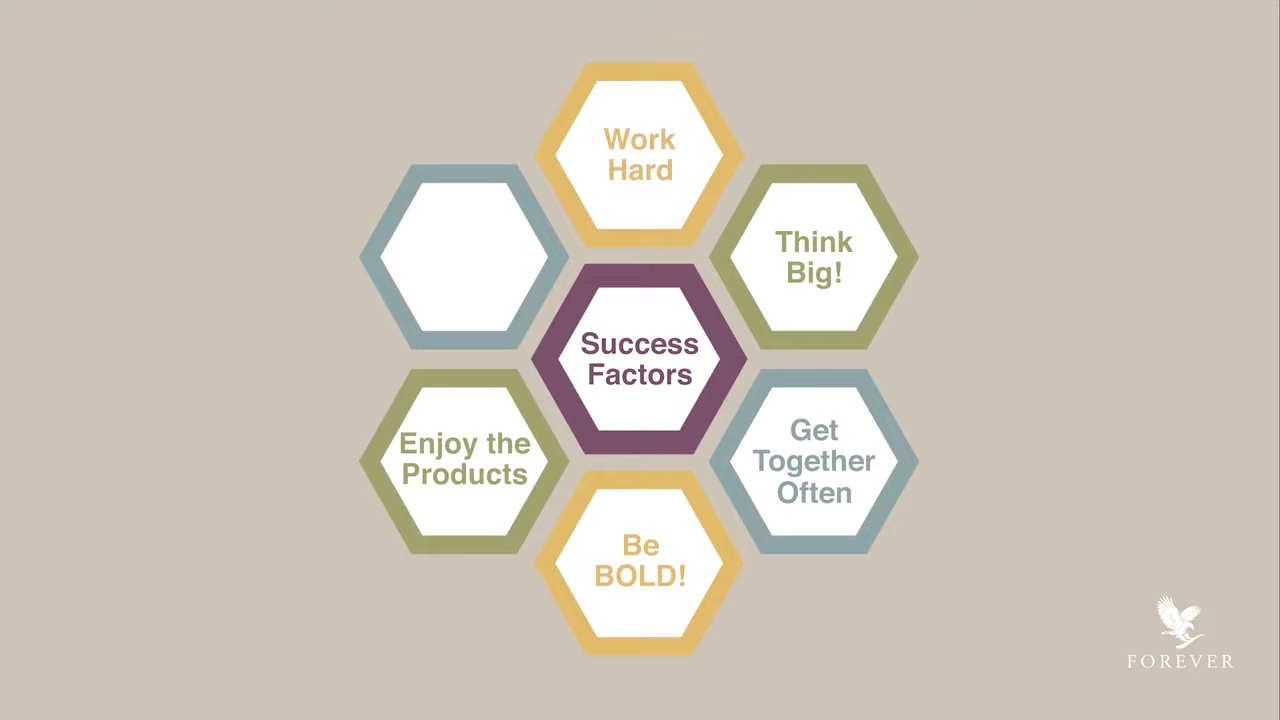 Work
Hard
Think
Big!
Success
Factors
Get
Together
Often
Enjoy the
Products
Be
BOLD!
FOREVER